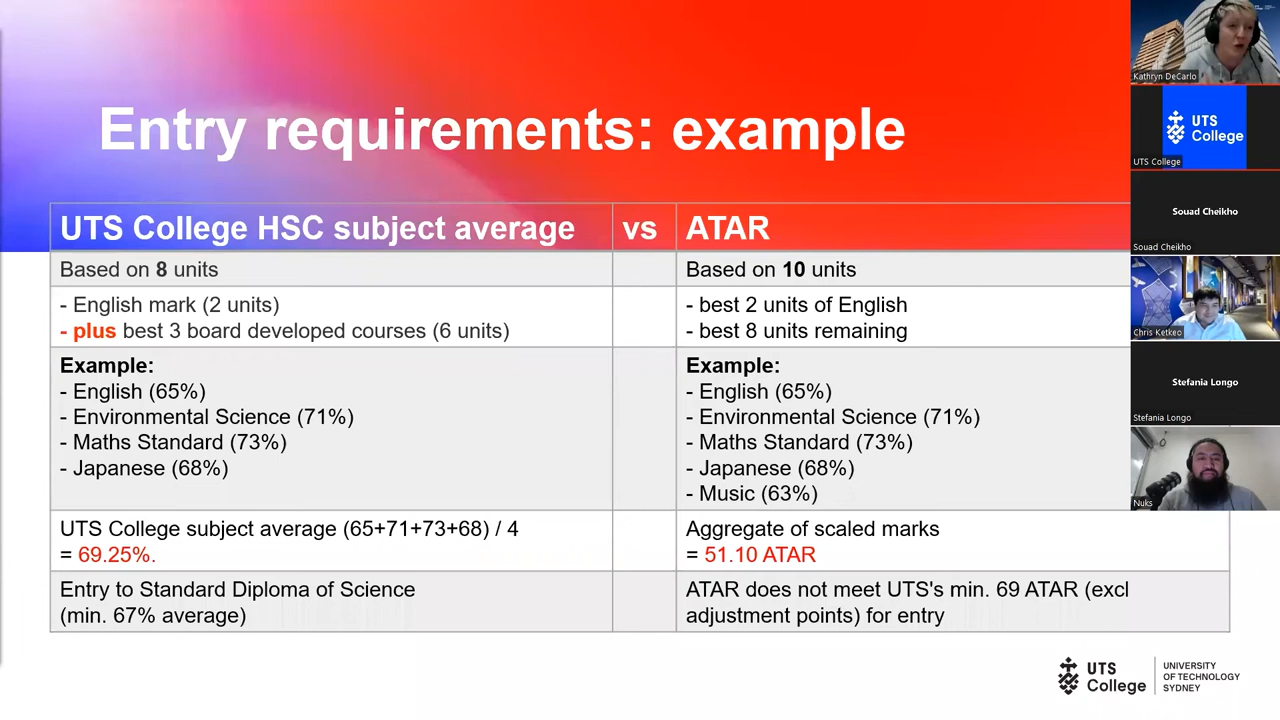 Entry requirements: example
UTS College HSC subject average
vs
ATAR
Based on 8 units
Based on 10 units
- English mark (2 units)
- plus best 3 board developed courses (6 units)
- best 2 units of English
- best 8 units remaining
Example:
- English (65%)
- Environmental Science (71%)
- Maths Standard (73%)
- Japanese (68%)
Example:
- English (65%)
- Environmental Science (71%)
- Maths Standard (73%)
- Japanese (68%)
- Music (63%)
UTS College subject average (65+71+73+68) / 4
= 69.25%.
Aggregate of scaled marks
= 51.10 ATAR
Entry to Standard Diploma of Science
(min. 67% average)
ATAR does not meet UTS's min. 69 ATAR (excl
adjustment points) for entry
Kathryn DeCarlo
UTS
College
UTS College
Souad Cheikho
Souad Cheikho
Chris Ketkeo
Stefania Longo
Stefania Longo
Nuks
UTS
College
UNIVERSITY
OF TECHNOLOGY
SYDNEY